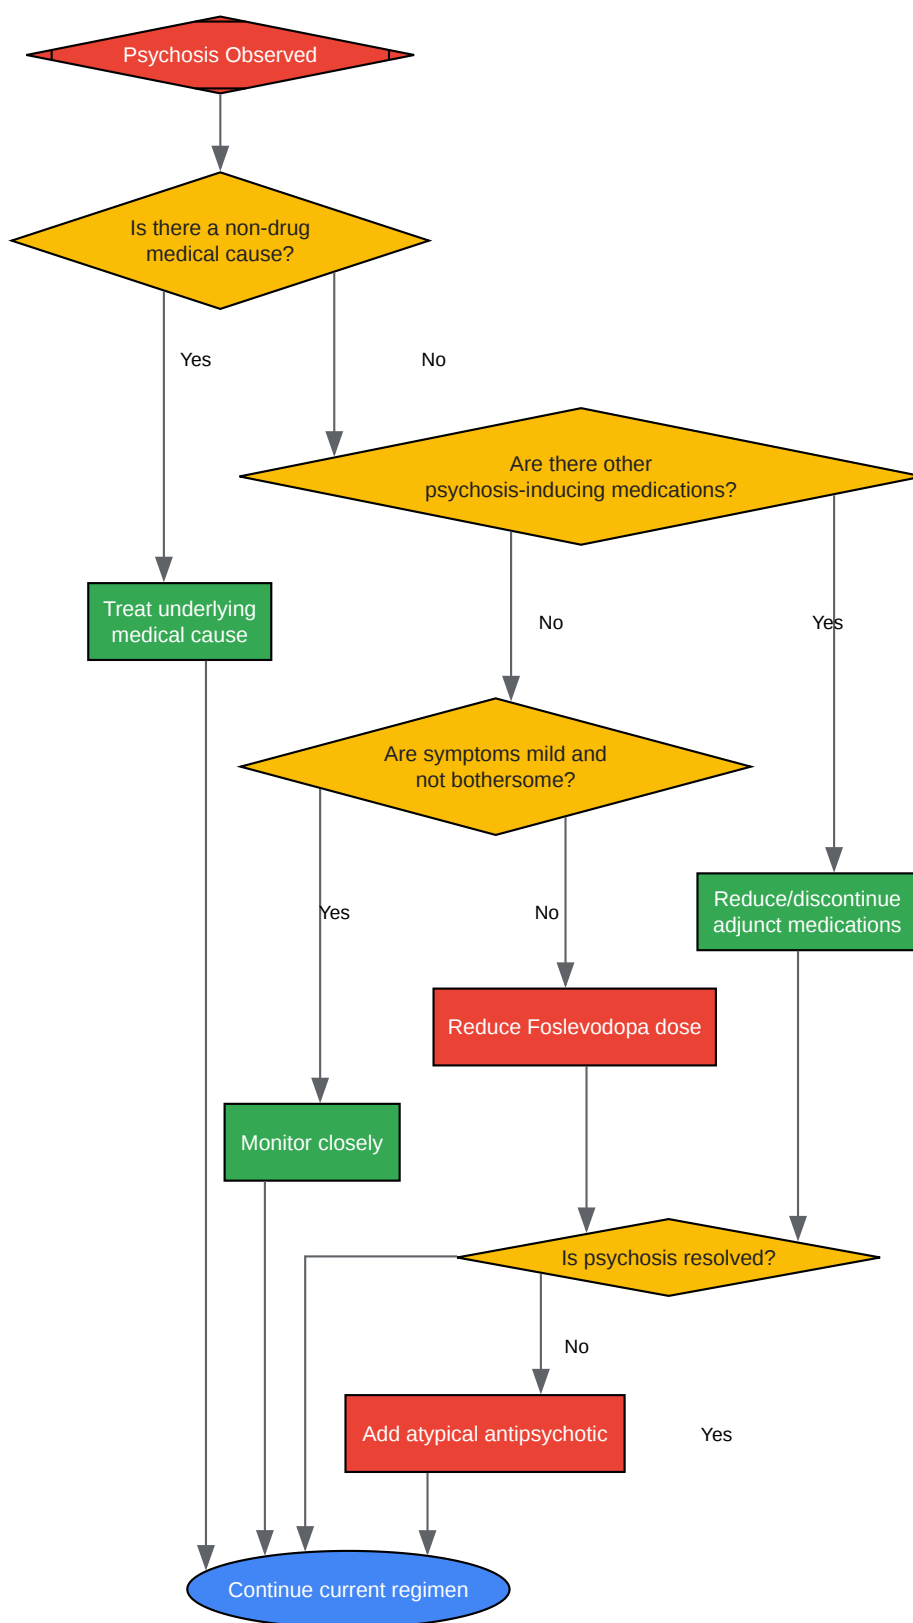 Psychosis Observed
Is there a non-drug
medical cause?
Yes
No
Are there other
psychosis-inducing medications?
Treat underlying
medical cause
No
Yes
Are symptoms mild and
not bothersome?
Yes
No
Reduce/discontinue
adjunct medications
Reduce Foslevodopa dose
Monitor closely
Is psychosis resolved?
No
Add atypical antipsychotic
Yes
Continue current regimen